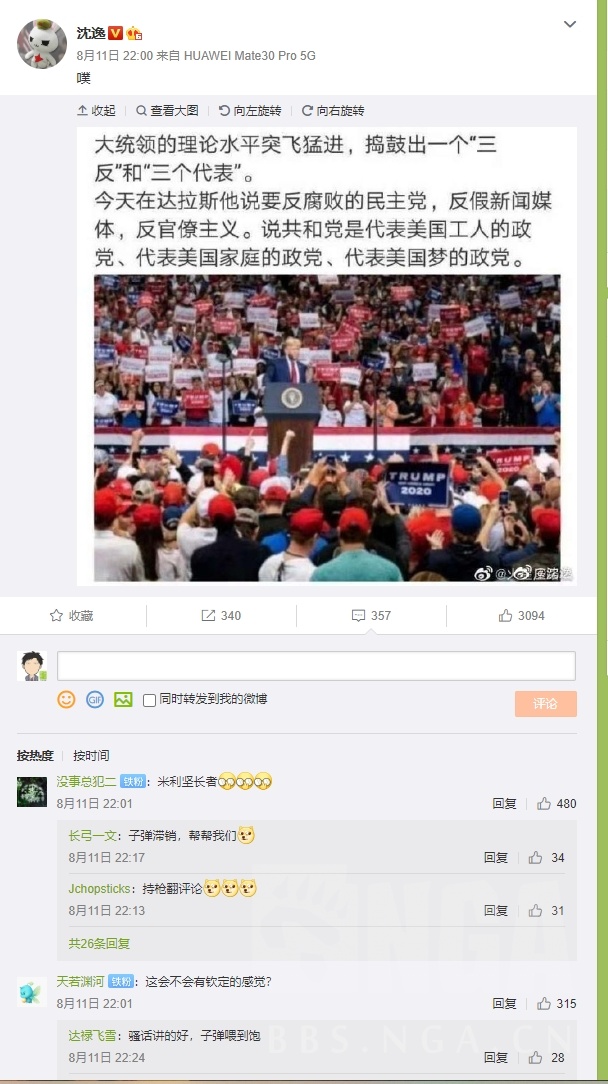 沈逸
8月11日 22:00 来自 HUAWEI Mate30 Pro 5G
噗
收起 查看大图 向左旋转 向右旋转
大统领的理论水平突飞猛进，捣鼓出一个“三
反”和“三个代表”。
今天在达拉斯他说要反腐败的民主党，反假新闻媒
体，反官僚主义。说共和党是代表美国工人的政
党、代表美国家庭的政党、代表美国梦的政党。
TRUMP
TRUMP
2020
收藏 340 357 3094
GIF 同时转发到我的微博
评论
按热度 按时间
没事总犯二 铁粉：米利坚长者
8月11日 22:01 回复 480
长弓一文：子弹滞销，帮帮我们
8月11日 22:17 回复 34
Jchopsticks：持枪翻评论
8月11日 22:13 回复 31
共26条回复
天若渊河 铁粉：这会不会有钦定的感觉？
8月11日 22:01 回复 315
达禄飞雪：骚话讲的好，子弹喂到饱
8月11日 22:24 回复 28
NGA
BBS.NGA.CN